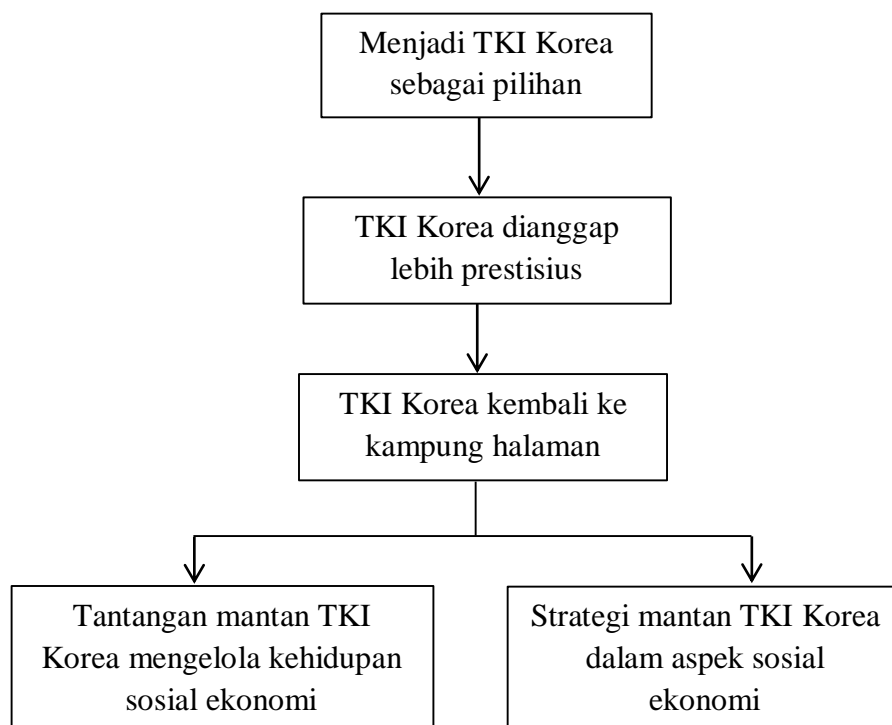 Menjadi TKI Korea
sebagai pilihan
TKI Korea dianggap
lebih prestisius
TKI Korea kembali ke
kampung halaman
Tantangan mantan TKI
Korea mengelola kehidupan
sosial ekonomi
Strategi mantan TKI Korea
dalam aspek sosial
ekonomi